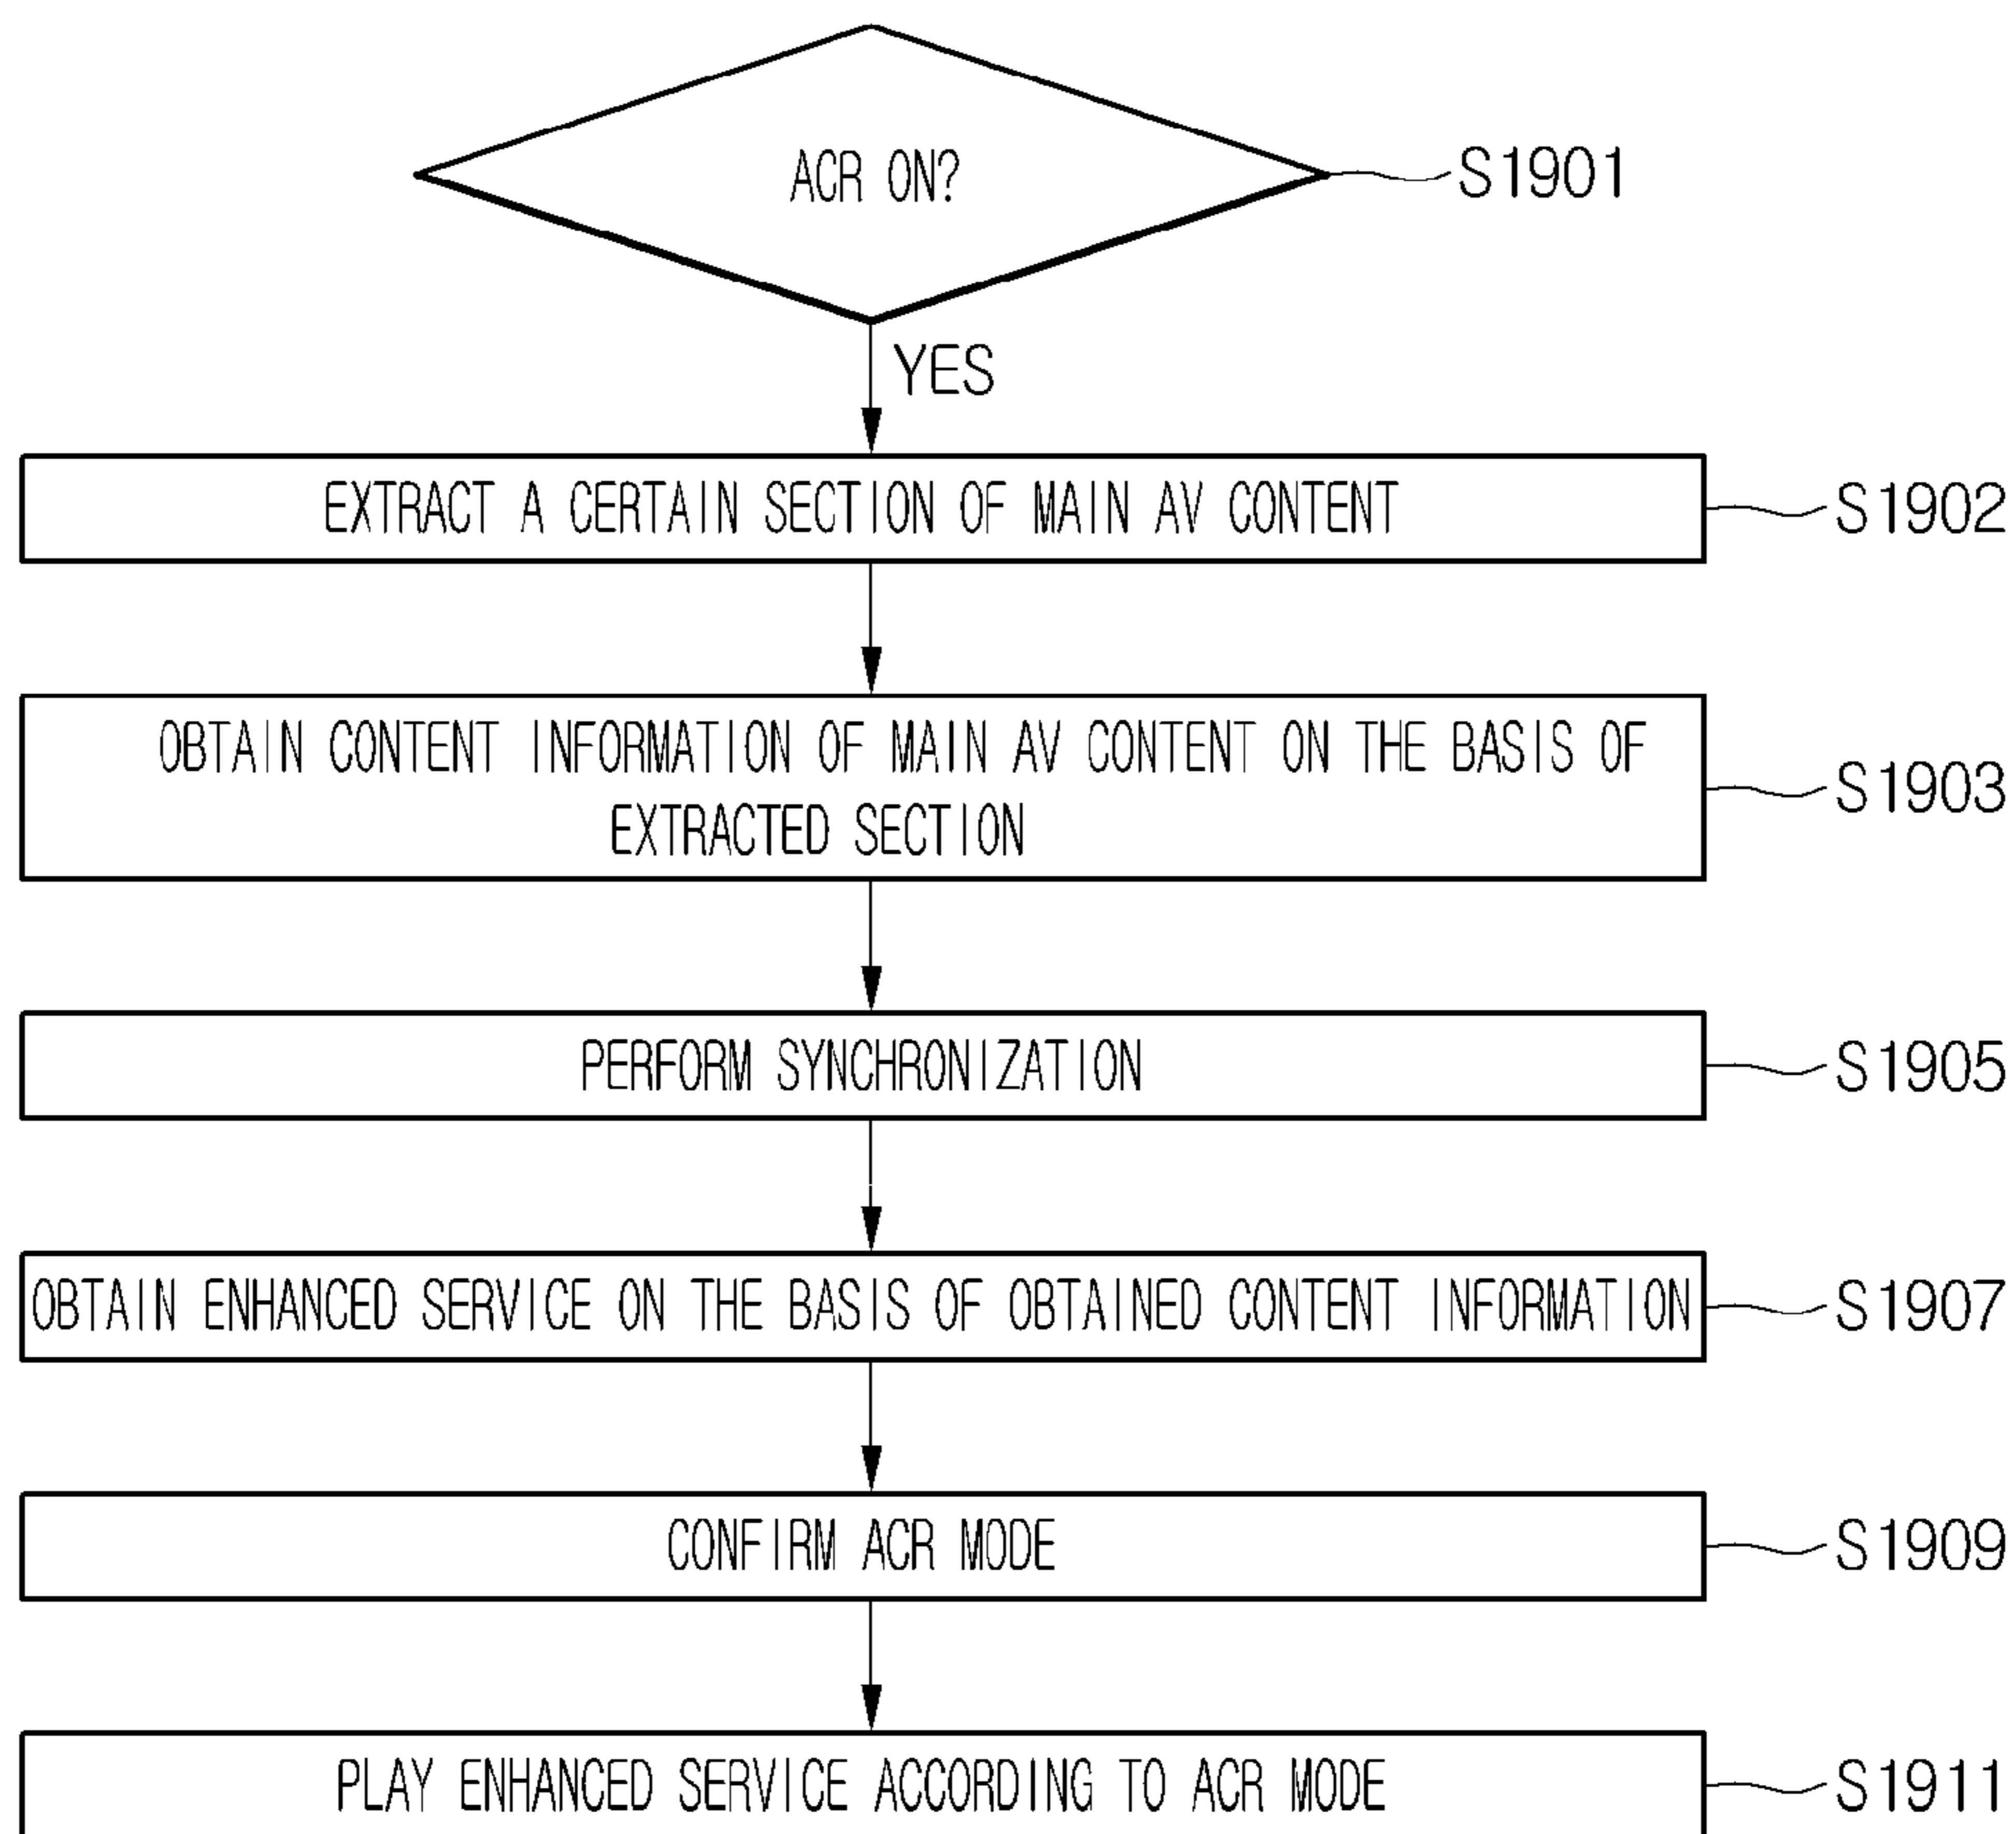 ACR ON?
S1901
YES
EXTRACT A CERTAIN SECTION OF MAIN AV CONTENT
S1902
OBTAIN CONTENT INFORMATION OF MAIN AV CONTENT ON THE BASIS OF
EXTRACTED SECTION
S1903
PERFORM SYNCHRONIZATION
S1905
OBTAIN ENHANCED SERVICE ON THE BASIS OF OBTAINED CONTENT INFORMATION
S1907
CONFIRM ACR MODE
S1909
PLAY ENHANCED SERVICE ACCORDING TO ACR MODE
S1911